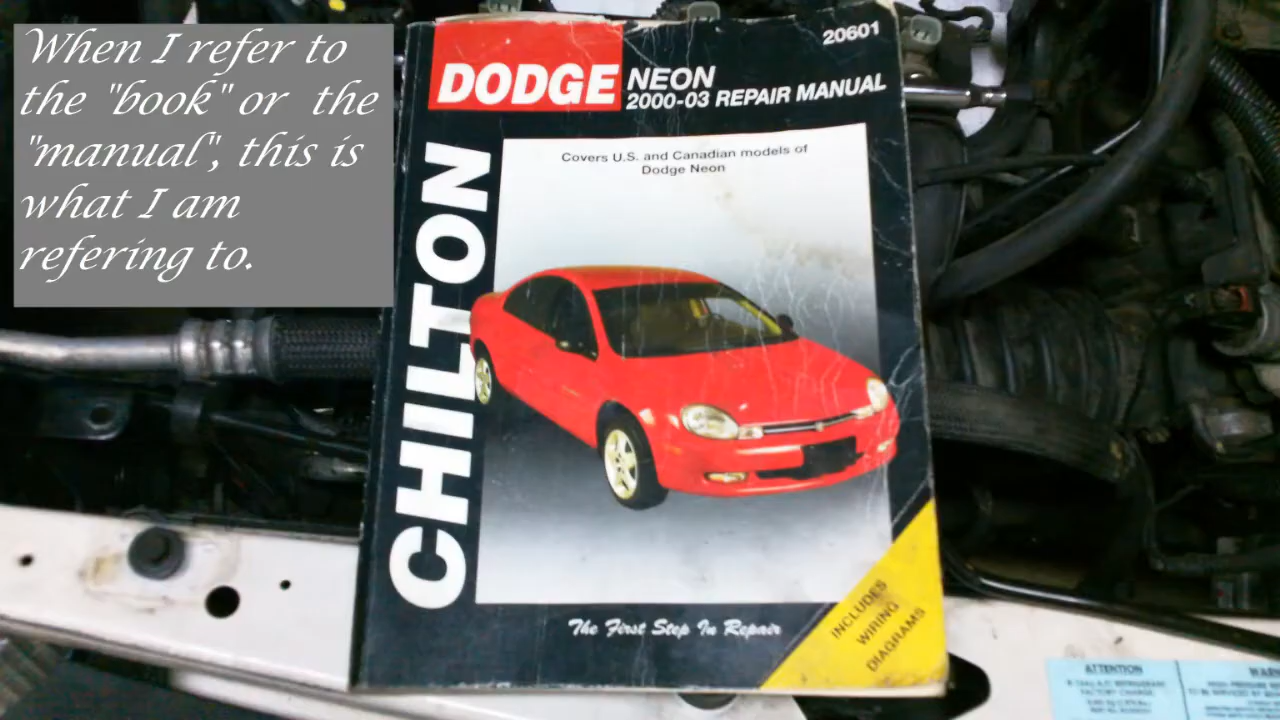 When I refer to
the "book" or the
"manual", this is
what I am
refering to.
20601
DODGE
NEON
2000-03 REPAIR MANUAL
Covers U.S. and Canadian models of
Dodge Neon
CHILTON
The First Step In Repair
INCLUDES
WIRING
DIAGRAMS
ATTENTION
FACTORY CHARGE